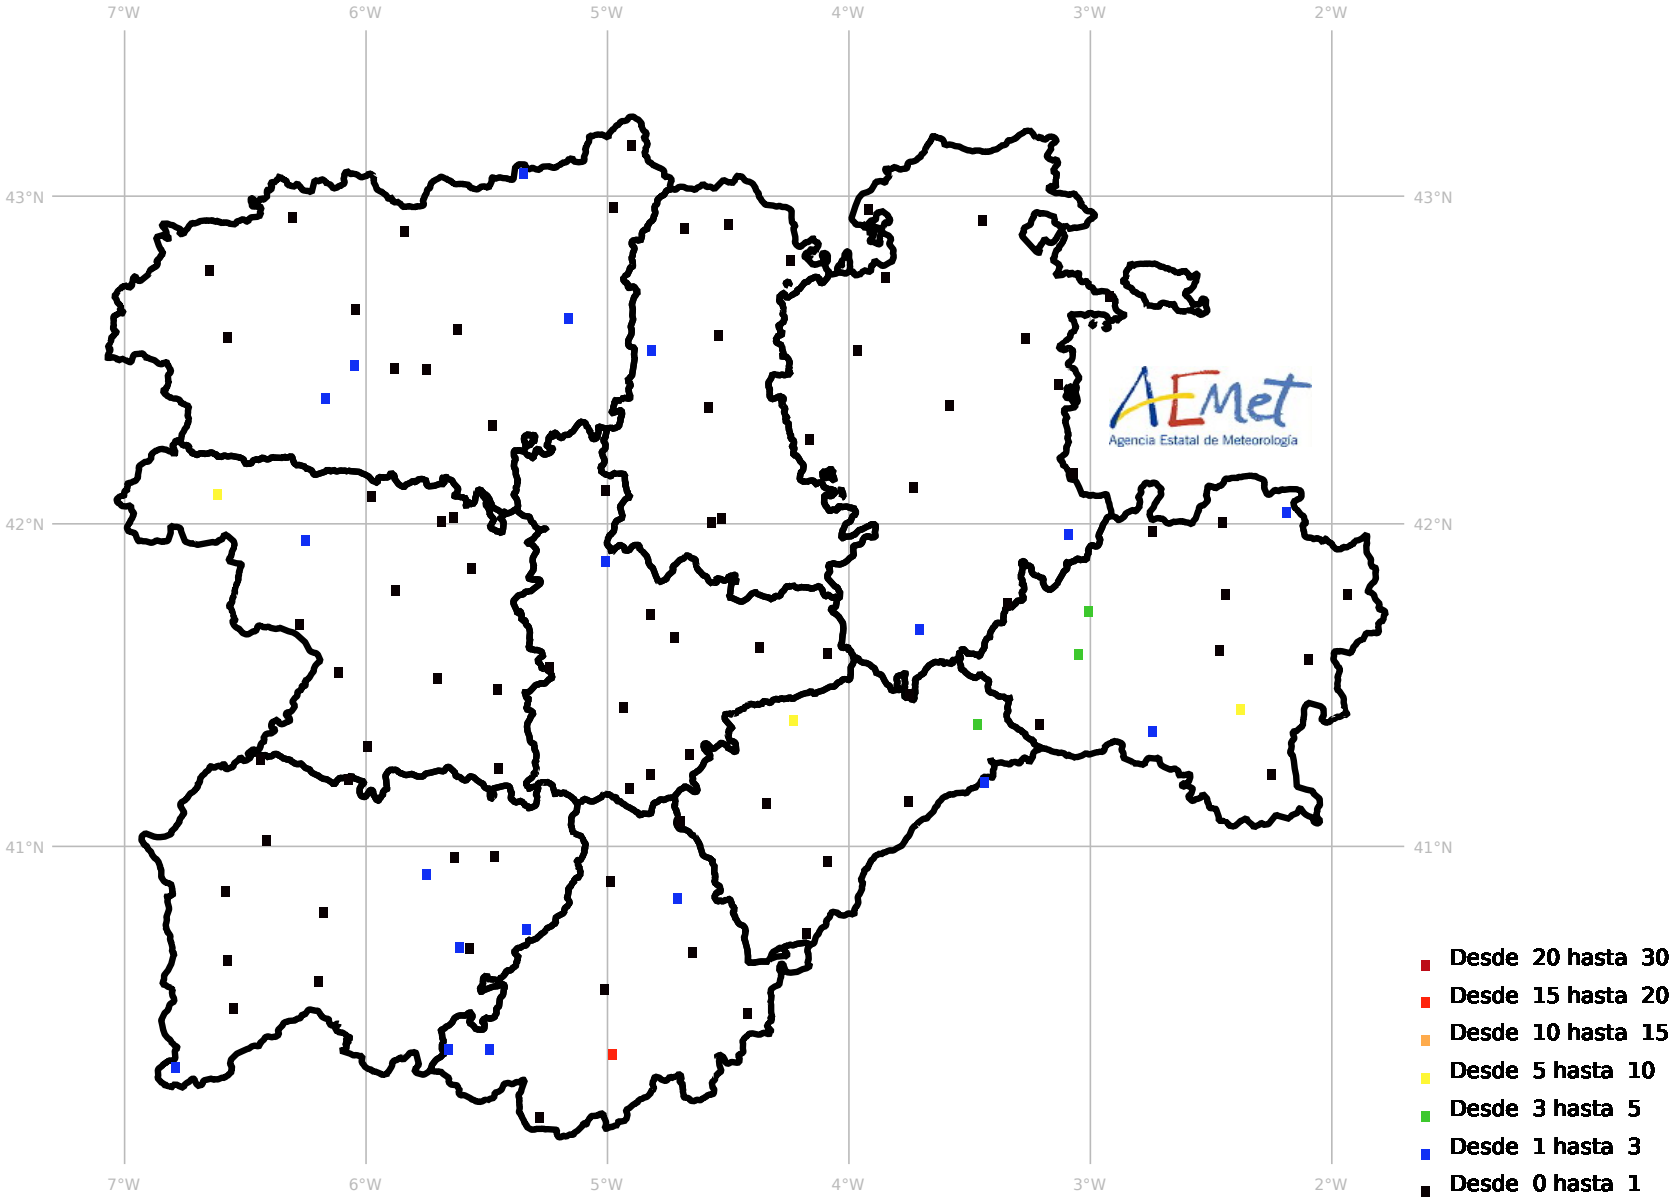 7°W 6°W 5°W 4°W 3°W 2°W
43°N 43°N
AEMet
Agencia Estatal de Meteorología
42°N 42°N
41°N 41°N
Desde 20 hasta 30
Desde 15 hasta 20
Desde 10 hasta 15
Desde 5 hasta 10
Desde 3 hasta 5
Desde 1 hasta 3
Desde 0 hasta 1
7°W 6°W 5°W 4°W 3°W 2°W